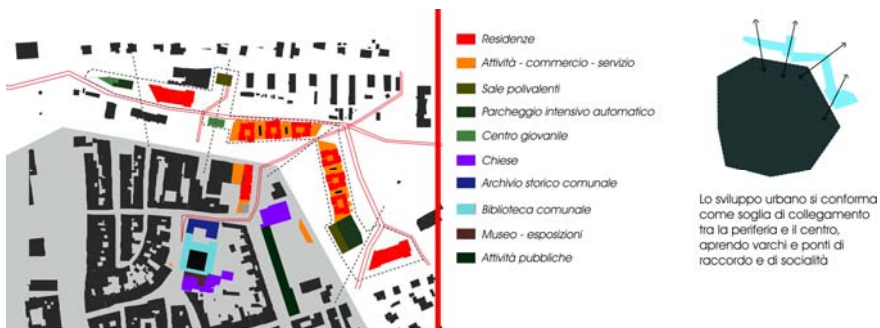 Residenze
Attività - commercio - servizio
Sale polivalenti
Parcheggio intensivo automatico
Centro giovanile
Chiese
Archivio storico comunale
Biblioteca comunale
Museo - esposizioni
Attività pubbliche
Lo sviluppo urbano si conforma
come soglia di collegamento
tra la periferia e il centro,
aprendo varchi e ponti di
raccordo e di socialità